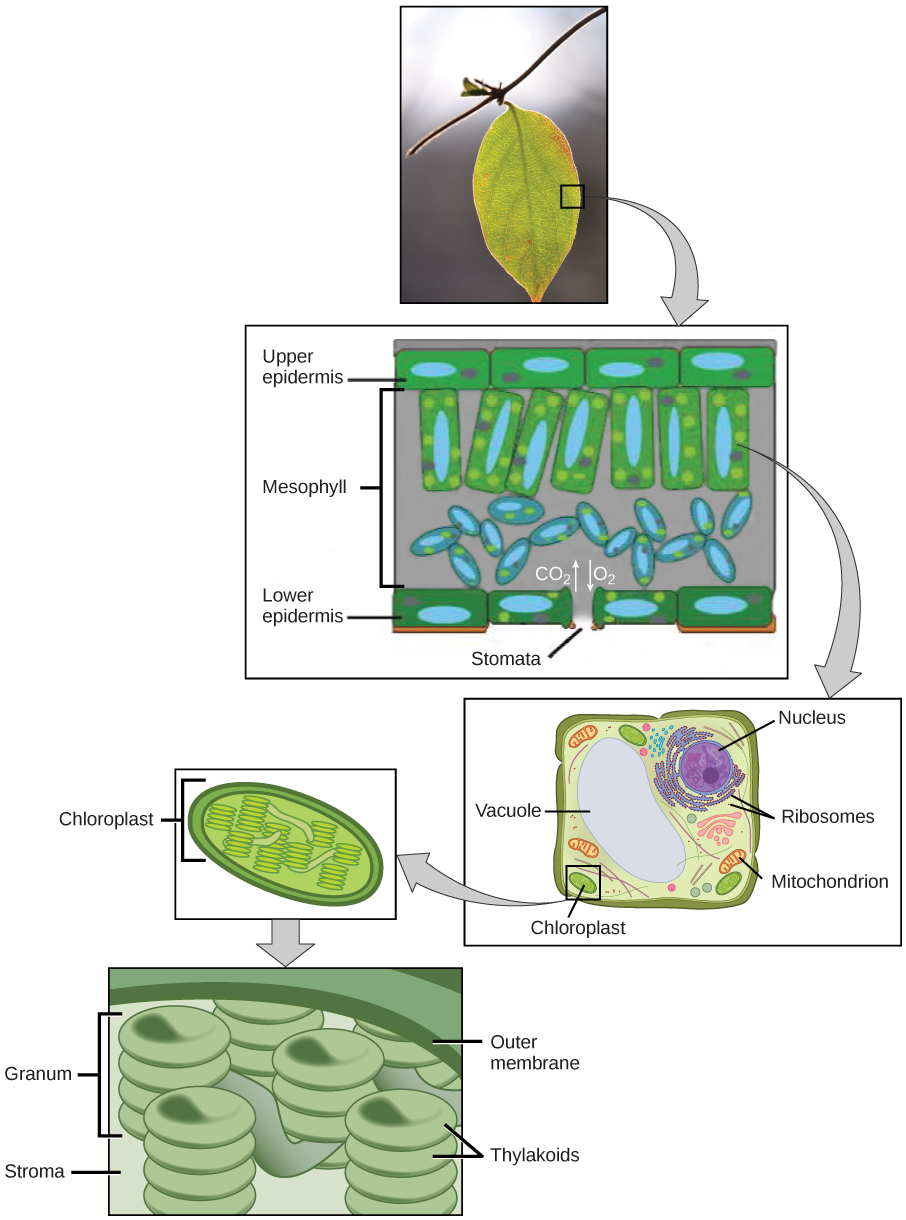 Upper
epidermis
Mesophyll
CO2 O2
Lower
epidermis
Stomata
Nucleus
Vacuole
Ribosomes
Mitochondrion
Chloroplast
Chloroplast
Outer
membrane
Granum
Thylakoids
Stroma